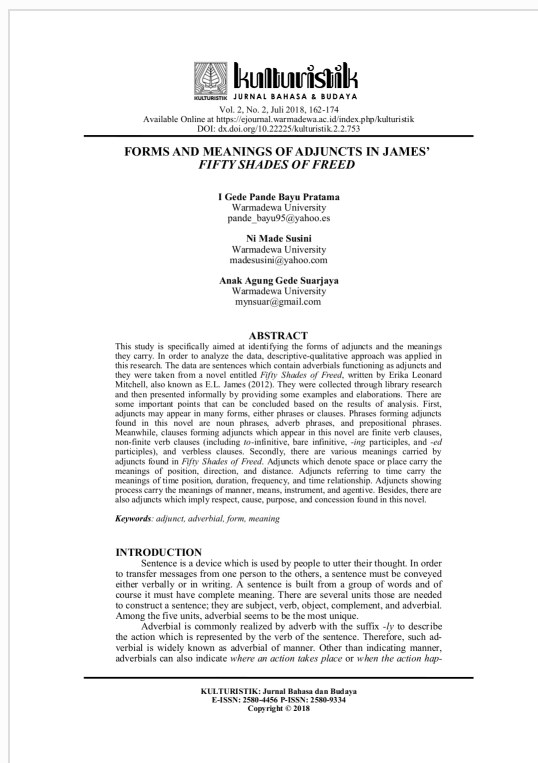 kulturistik
KULTURISTIK JURNAL BAHASA & BUDAYA
Vol. 2, No. 2, Juli 2018, 162-174
Available Online at https://ejournal.warmadewa.ac.id/index.php/kulturistik
DOI: dx.doi.org/10.22225/kulturistik.2.2.753
FORMS AND MEANINGS OF ADJUNCTS IN JAMES’
FIFTY SHADES OF FREED
I Gede Pande Bayu Pratama
Warmadewa University
pande_bayu95@yahoo.es
Ni Made Susini
Warmadewa University
madesusini@yahoo.com
Anak Agung Gede Suarjaya
Warmadewa University
mynsuar@gmail.com
ABSTRACT
This study is specifically aimed at identifying the forms of adjuncts and the meanings
they carry. In order to analyze the data, descriptive-qualitative approach was applied in
this research. The data are sentences which contain adverbials functioning as adjuncts and
they were taken from a novel entitled Fifty Shades of Freed, written by Erika Leonard
Mitchell, also known as E.L. James (2012). They were collected through library research
and then presented informally by providing some examples and elaborations. There are
some important points that can be concluded based on the results of analysis. First,
adjuncts may appear in many forms, either phrases or clauses. Phrases forming adjuncts
found in this novel are noun phrases, adverb phrases, and prepositional phrases.
Meanwhile, clauses forming adjuncts which appear in this novel are finite verb clauses,
non-finite verb clauses (including to-infinitive, bare infinitive, -ing participles, and -ed
participles), and verbless clauses. Secondly, there are various meanings carried by
adjuncts found in Fifty Shades of Freed. Adjuncts which denote space or place carry the
meanings of position, direction, and distance. Adjuncts referring to time carry the
meanings of time position, duration, frequency, and time relationship. Adjuncts showing
process carry the meanings of manner, means, instrument, and agentive. Besides, there are
also adjuncts which imply respect, cause, purpose, and concession found in this novel.
Keywords: adjunct, adverbial, form, meaning
INTRODUCTION
Sentence is a device which is used by people to utter their thought. In order
to transfer messages from one person to the others, a sentence must be conveyed
either verbally or in writing. A sentence is built from a group of words and of
course it must have complete meaning. There are several units those are needed
to construct a sentence; they are subject, verb, object, complement, and adverbial.
Among the five units, adverbial seems to be the most unique.
Adverbial is commonly realized by adverb with the suffix -ly to describe
the action which is represented by the verb of the sentence. Therefore, such ad-
verbial is widely known as adverbial of manner. Other than indicating manner,
adverbials can also indicate where an action takes place or when the action hap-
KULTURISTIK: Jurnal Bahasa dan Budaya
E-ISSN: 2580-4456 P-ISSN: 2580-9334
Copyright © 2018